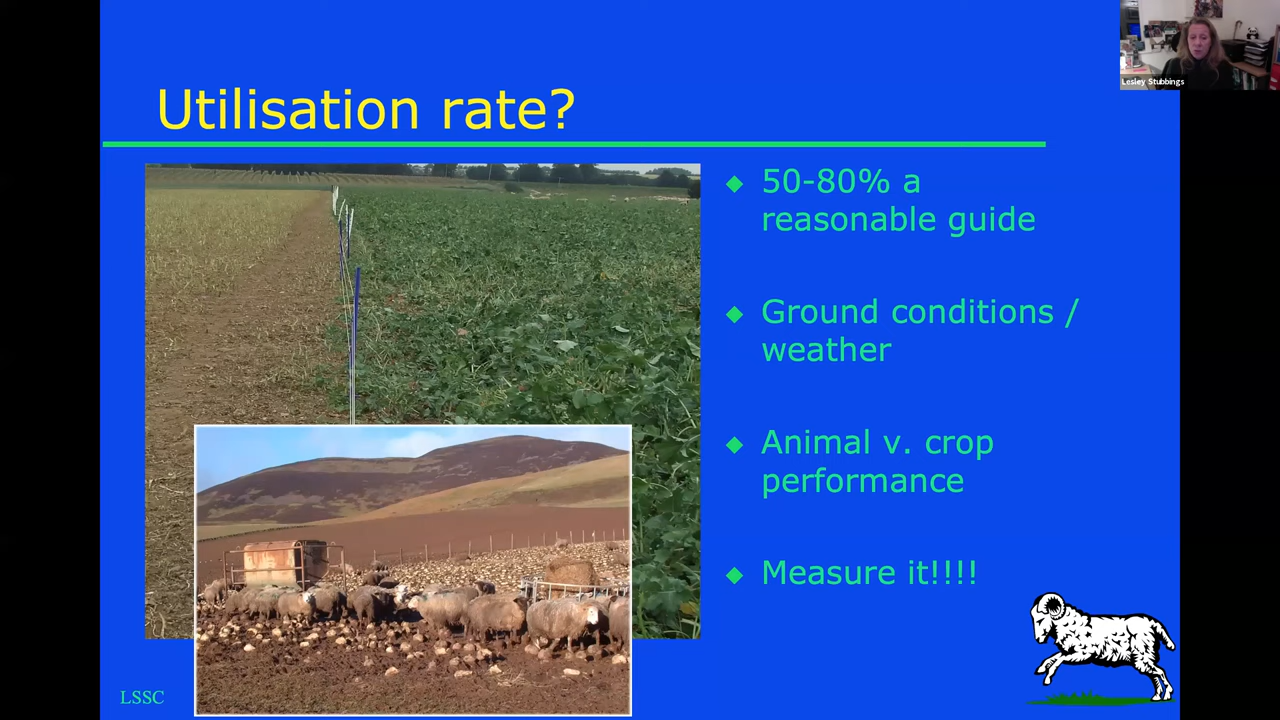 Lesley Stubbings
Utilisation rate?
50-80% a
reasonable guide
Ground conditions /
weather
Animal v. crop
performance
Measure it!!!!
LSSC